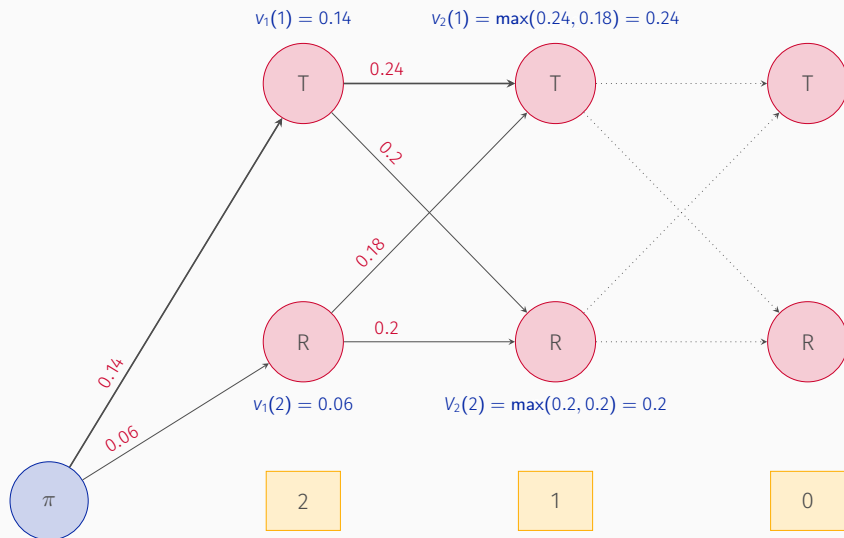 v₁(1) = 0.14
v₂(1) = max(0.24, 0.18) = 0.24
T
0.24
T
T
0.2
0.18
R
0.2
R
R
0.14
v₁(2) = 0.06
V₂(2) = max(0.2, 0.2) = 0.2
0.06
π
2
1
0